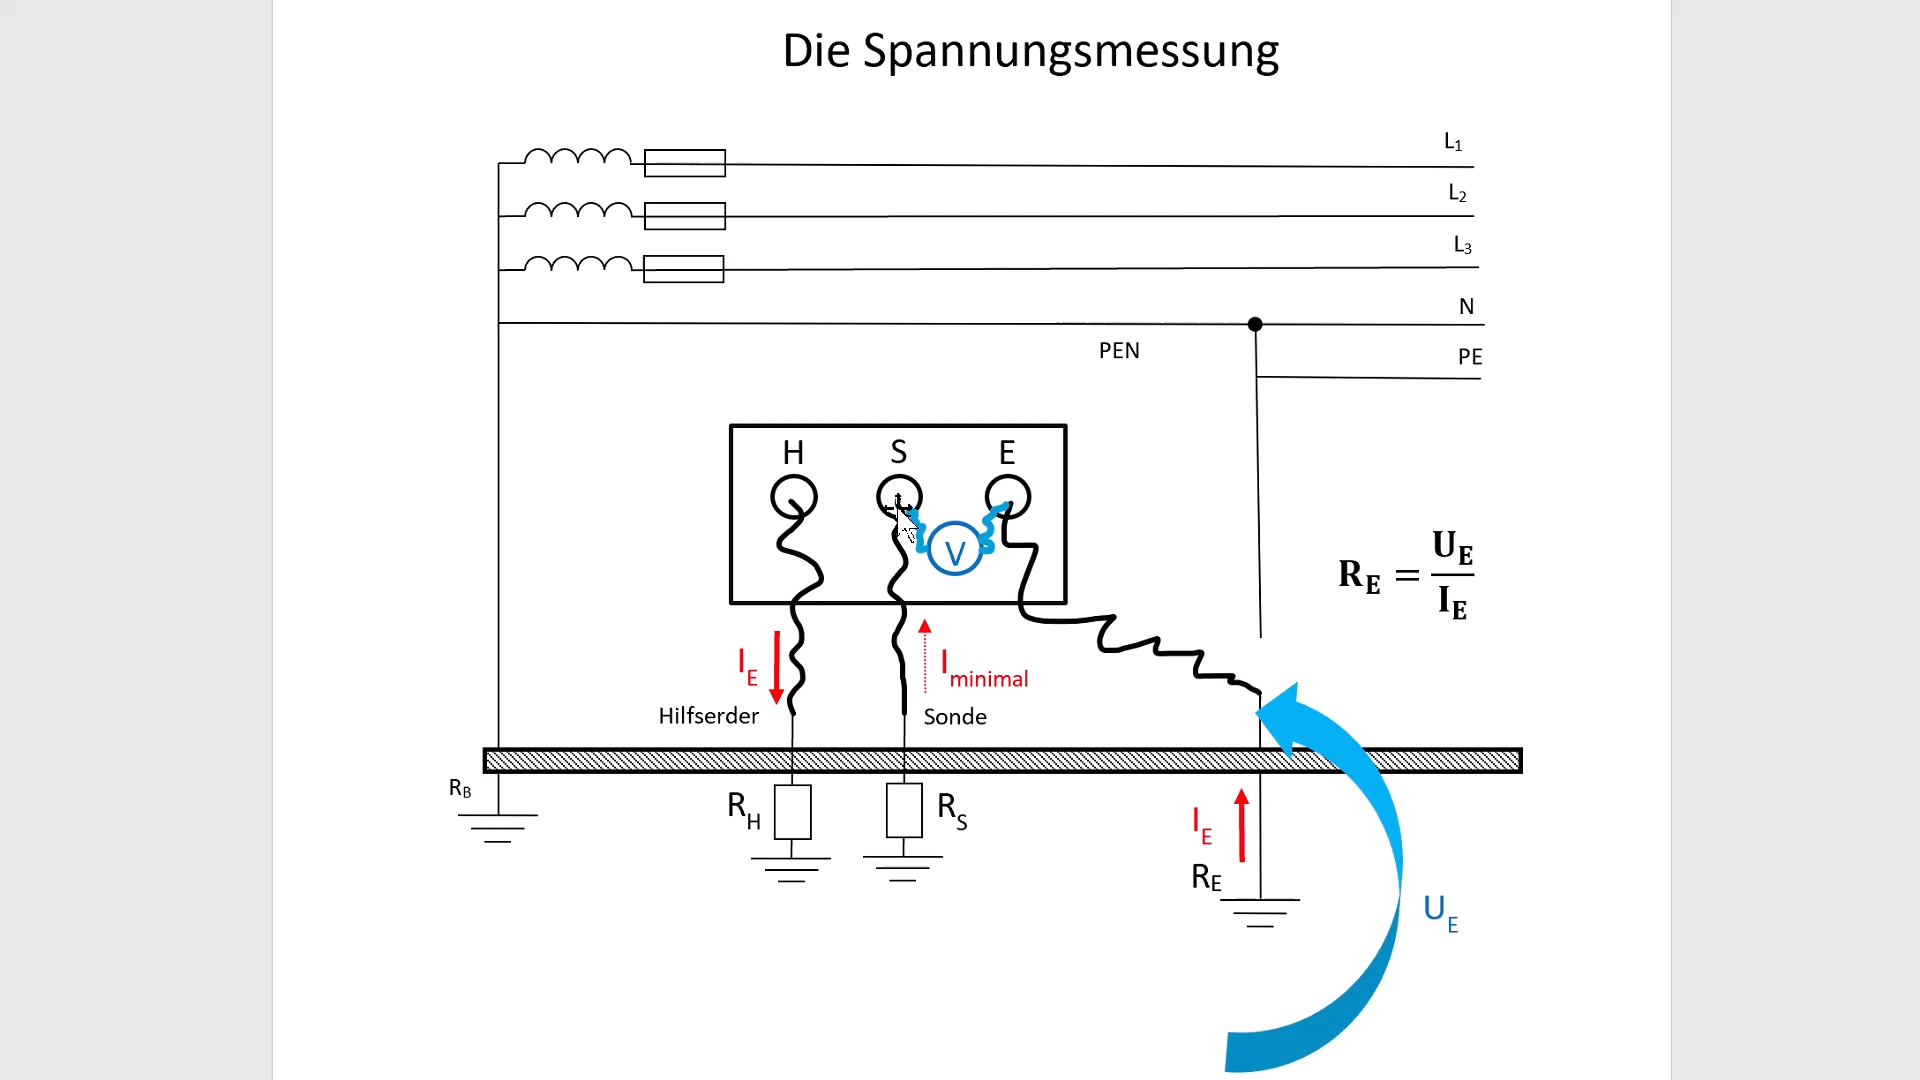 Die Spannungsmessung
L1
L2
L3
N
PEN
PE
H S E
V
RE = UE / IE
IE
Iminimal
Hilfserder
Sonde
RB
RH
RS
IE
RE
UE